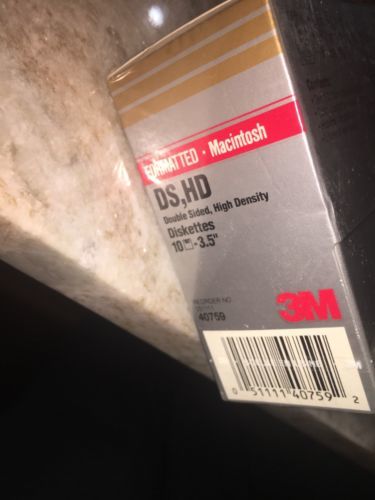 FORMATTED • Macintosh
DS,HD
Double Sided, High Density
Diskettes
10 -3.5"
REORDER NO
51111
40759
3M
0 51111 40759 2